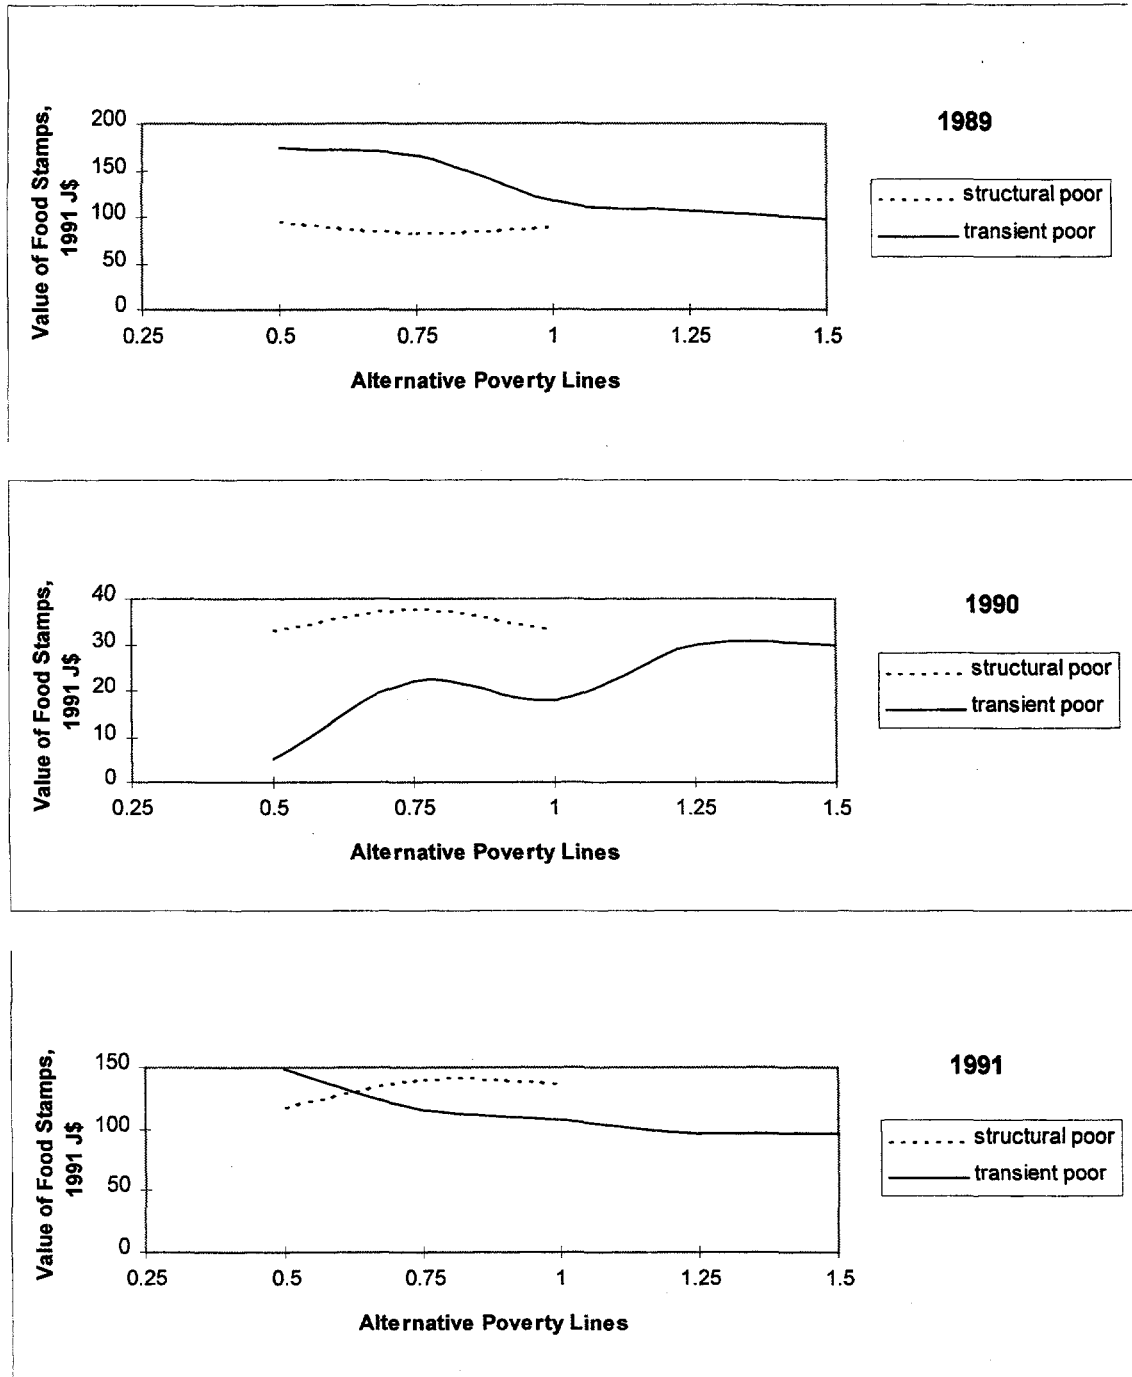 1989
Value of Food Stamps,
1991 J$
200
150
100
50
0
0.25 0.5 0.75 1 1.25 1.5
Alternative Poverty Lines
structural poor
transient poor
1990
Value of Food Stamps,
1991 J$
40
30
20
10
0
0.25 0.5 0.75 1 1.25 1.5
Alternative Poverty Lines
structural poor
transient poor
1991
Value of Food Stamps,
1991 J$
150
100
50
0
0.25 0.5 0.75 1 1.25 1.5
Alternative Poverty Lines
structural poor
transient poor